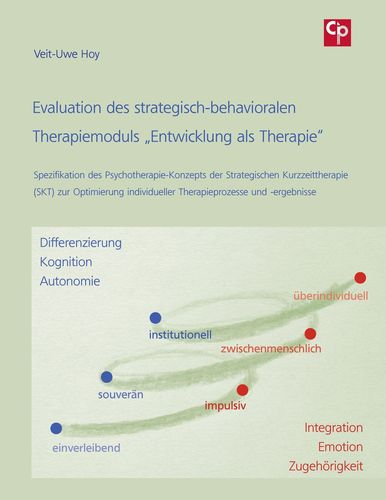 Cip
Veit-Uwe Hoy
Evaluation des strategisch-behavioralen
Therapiemoduls „Entwicklung als Therapie“
Spezifikation des Psychotherapie-Konzepts der Strategischen Kurzzeittherapie
(SKT) zur Optimierung individueller Therapieprozesse und -ergebnisse
Differenzierung
Kognition
Autonomie
überindividuell
institutionell
zwischenmenschlich
souverän
impulsiv
einverleibend
Integration
Emotion
Zugehörigkeit